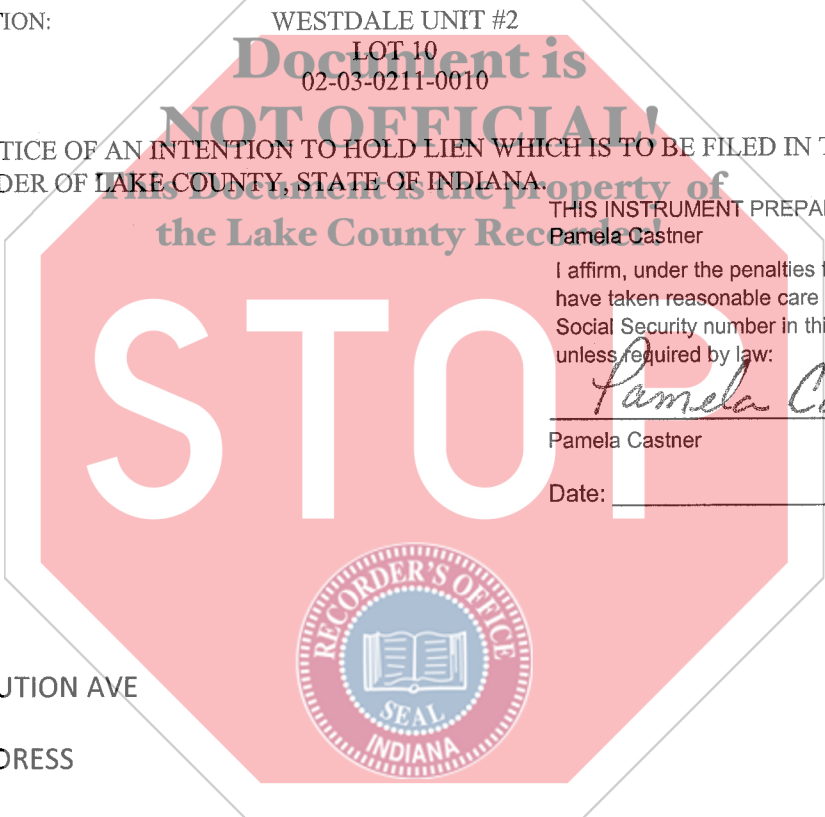 TION: WESTDALE UNIT #2
LOT 10
02-03-0211-0010
Document is
NOT OFFICIAL!
This Document is the property of
the Lake County Recorder!
TICE OF AN INTENTION TO HOLD LIEN WHICH IS TO BE FILED IN T
DER OF LAKE COUNTY, STATE OF INDIANA.
THIS INSTRUMENT PREPA
Pamela Castner
I affirm, under the penalties f
have taken reasonable care
Social Security number in thi
unless required by law:
Pamela Ca
Pamela Castner
Date:
STOP
RECORDER'S OFFICE
SEAL
INDIANA
UTION AVE
DRESS